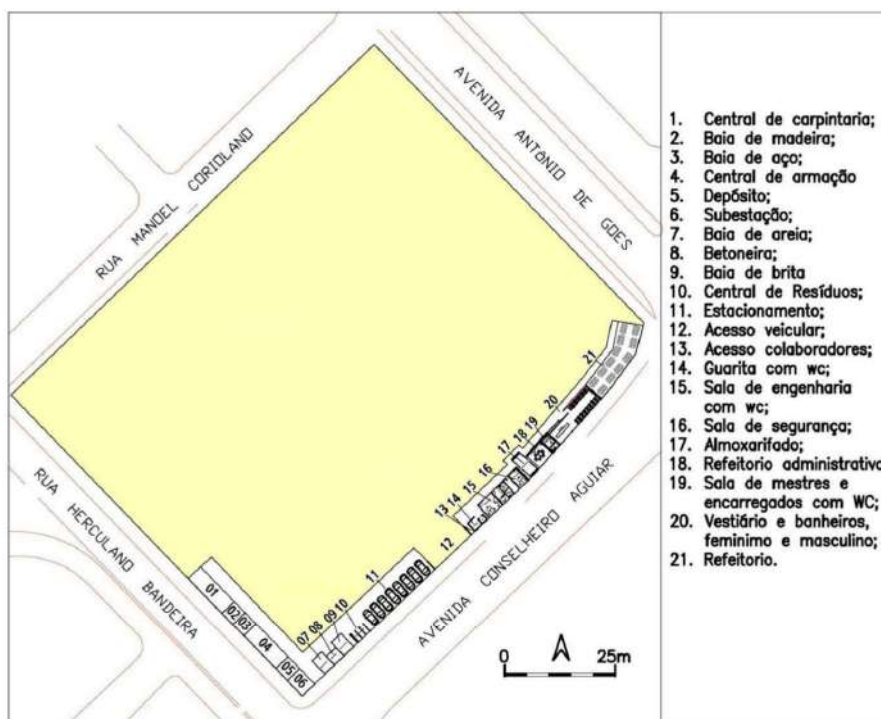 AVENIDA ANTÔNIO DE GOES
RUA MANOEL CORIOLANO
RUA HERCULANO BANDEIRA
AVENIDA CONSELHEIRO AGUIAR
01
02
03
04
05
06
07
08
09
10
11
12
13
14
15
16
17
18
19
20
21
0
25m
1. Central de carpintaria;
2. Baia de madeira;
3. Baia de aço;
4. Central de armação
5. Depósito;
6. Subestação;
7. Baia de areia;
8. Betoneira;
9. Baia de brita
10. Central de Resíduos;
11. Estacionamento;
12. Acesso veicular;
13. Acesso colaboradores;
14. Guarita com wc;
15. Sala de engenharia
com wc;
16. Sala de segurança;
17. Almoxarifado;
18. Refeitorio administrativo
19. Sala de mestres e
encarregados com WC;
20. Vestiário e banheiros,
feminimo e masculino;
21. Refeitorio.